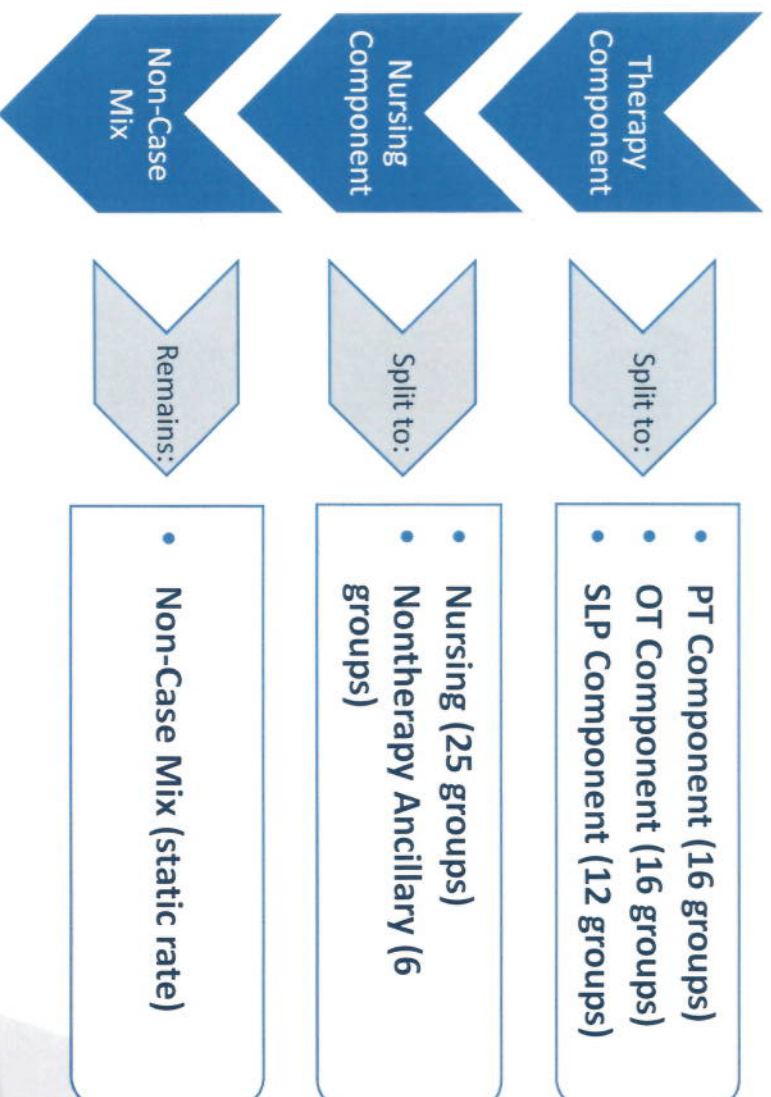 Therapy
Component
Split to:
• PT Component (16 groups)
• OT Component (16 groups)
• SLP Component (12 groups)
Nursing
Component
Split to:
• Nursing (25 groups)
• Nontherapy Ancillary (6
groups)
Non-Case
Mix
Remains:
• Non-Case Mix (static rate)